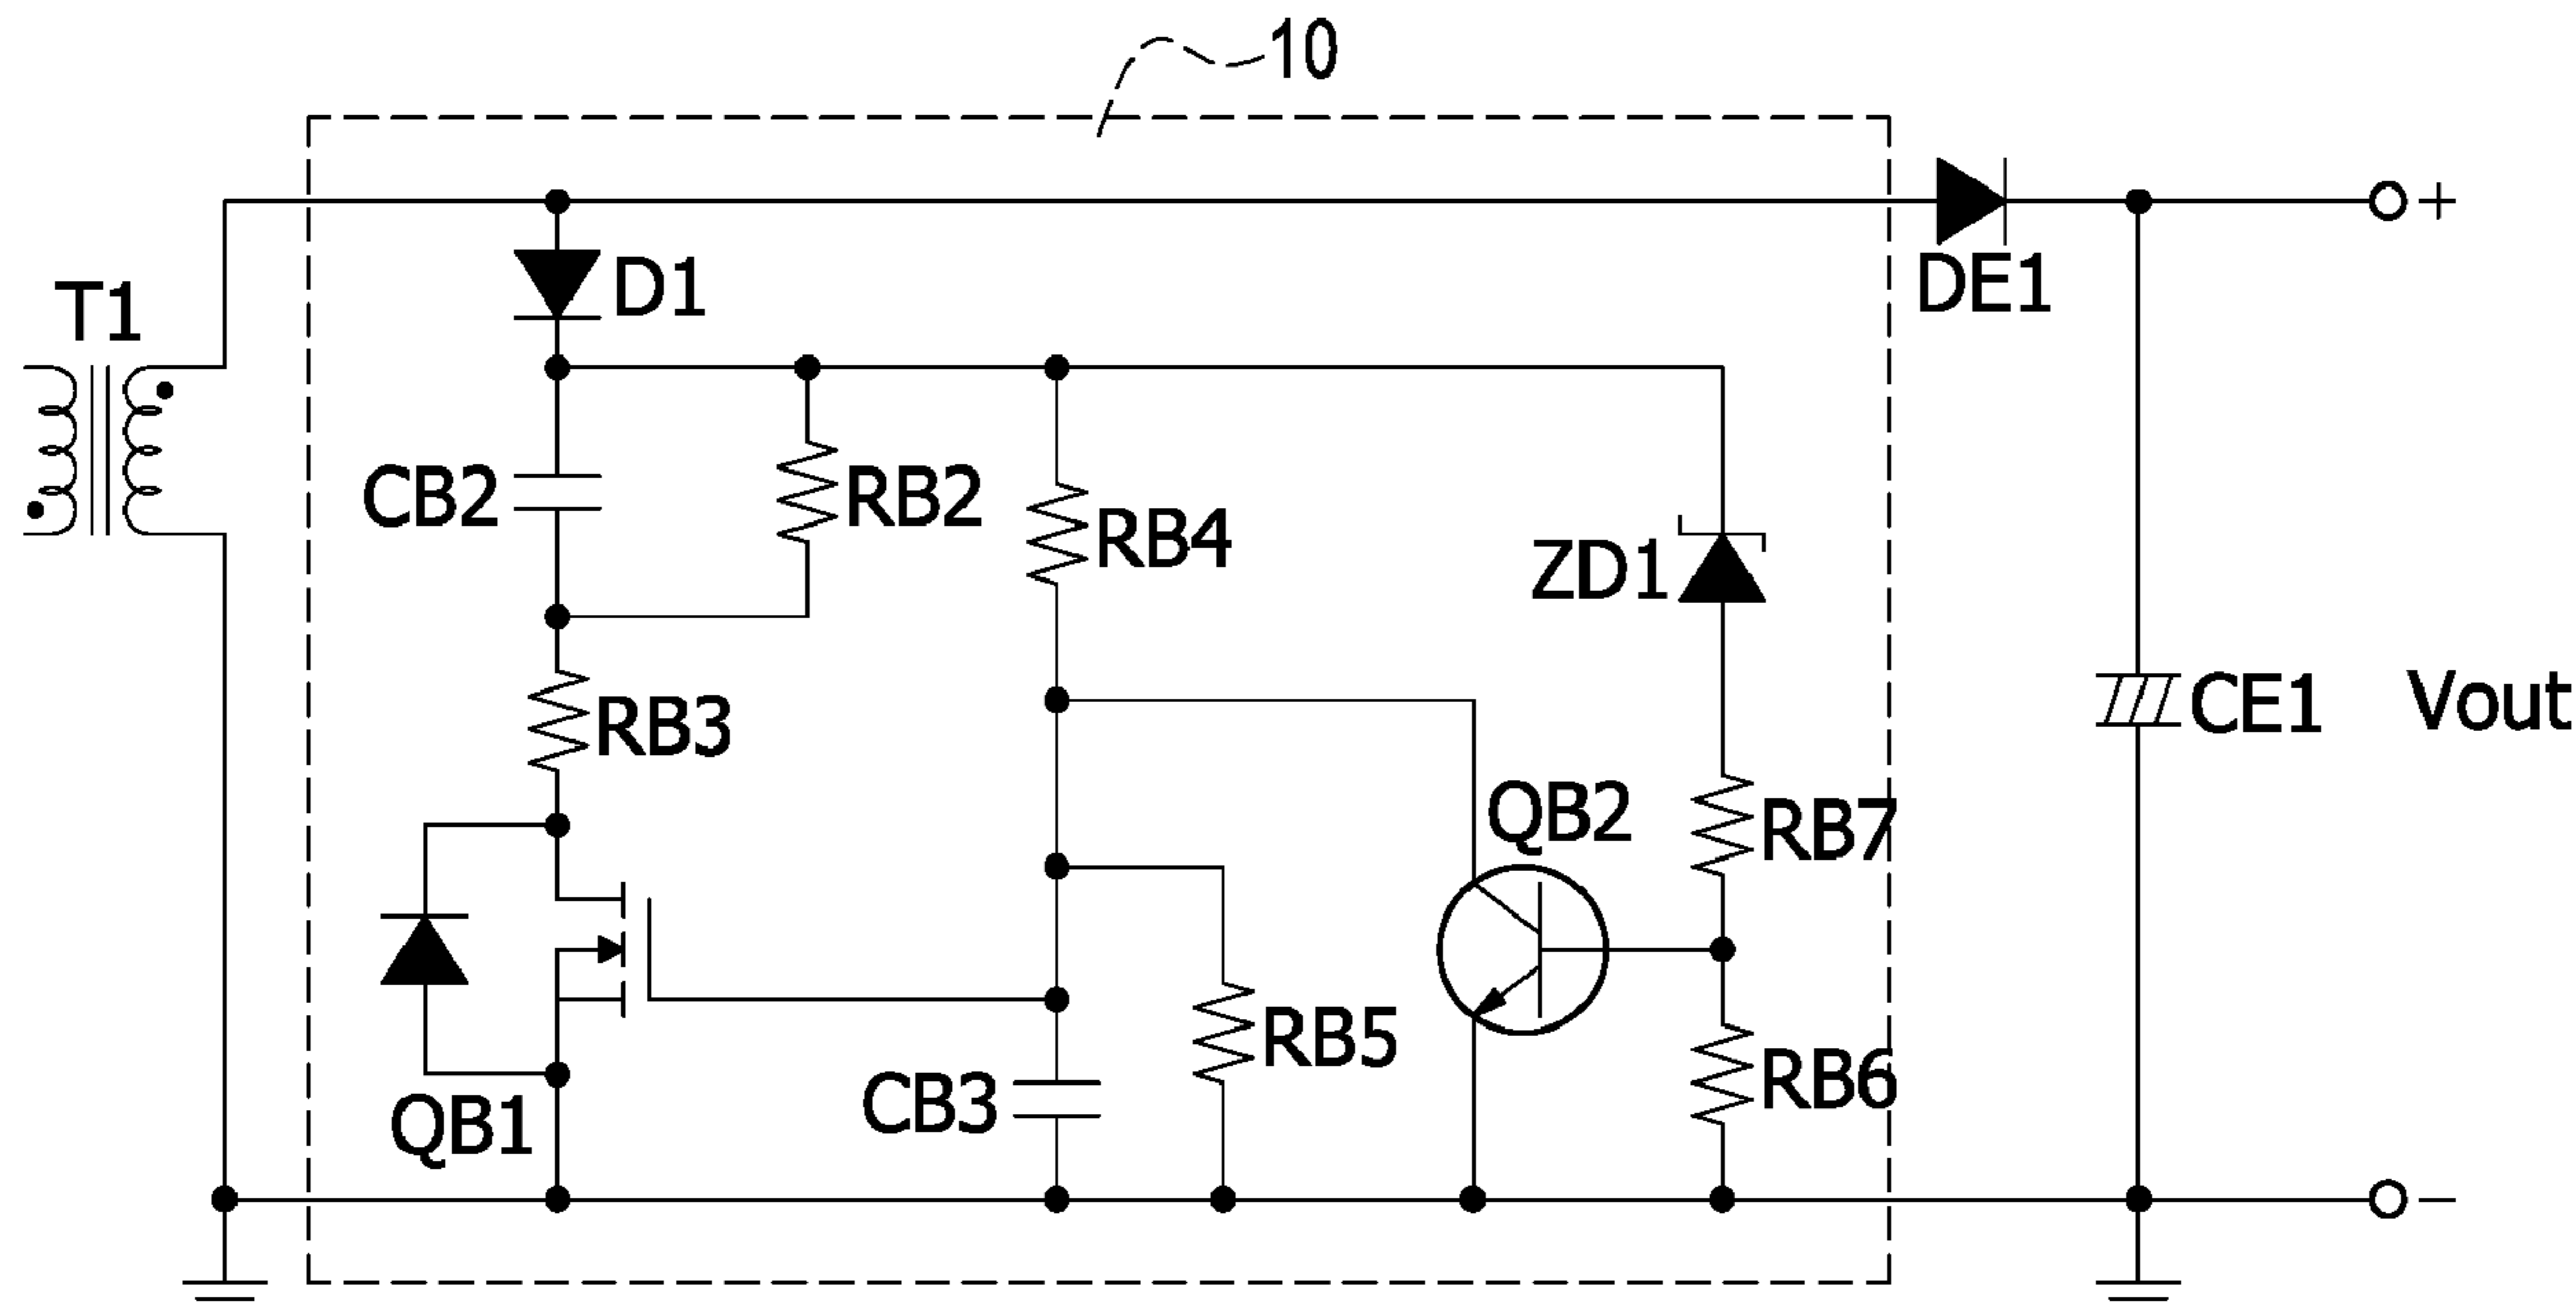 10
+
T1
D1
DE1
CB2
RB2
RB4
ZD1
RB3
CE1
Vout
QB2
RB7
RB5
RB6
CB3
QB1
−